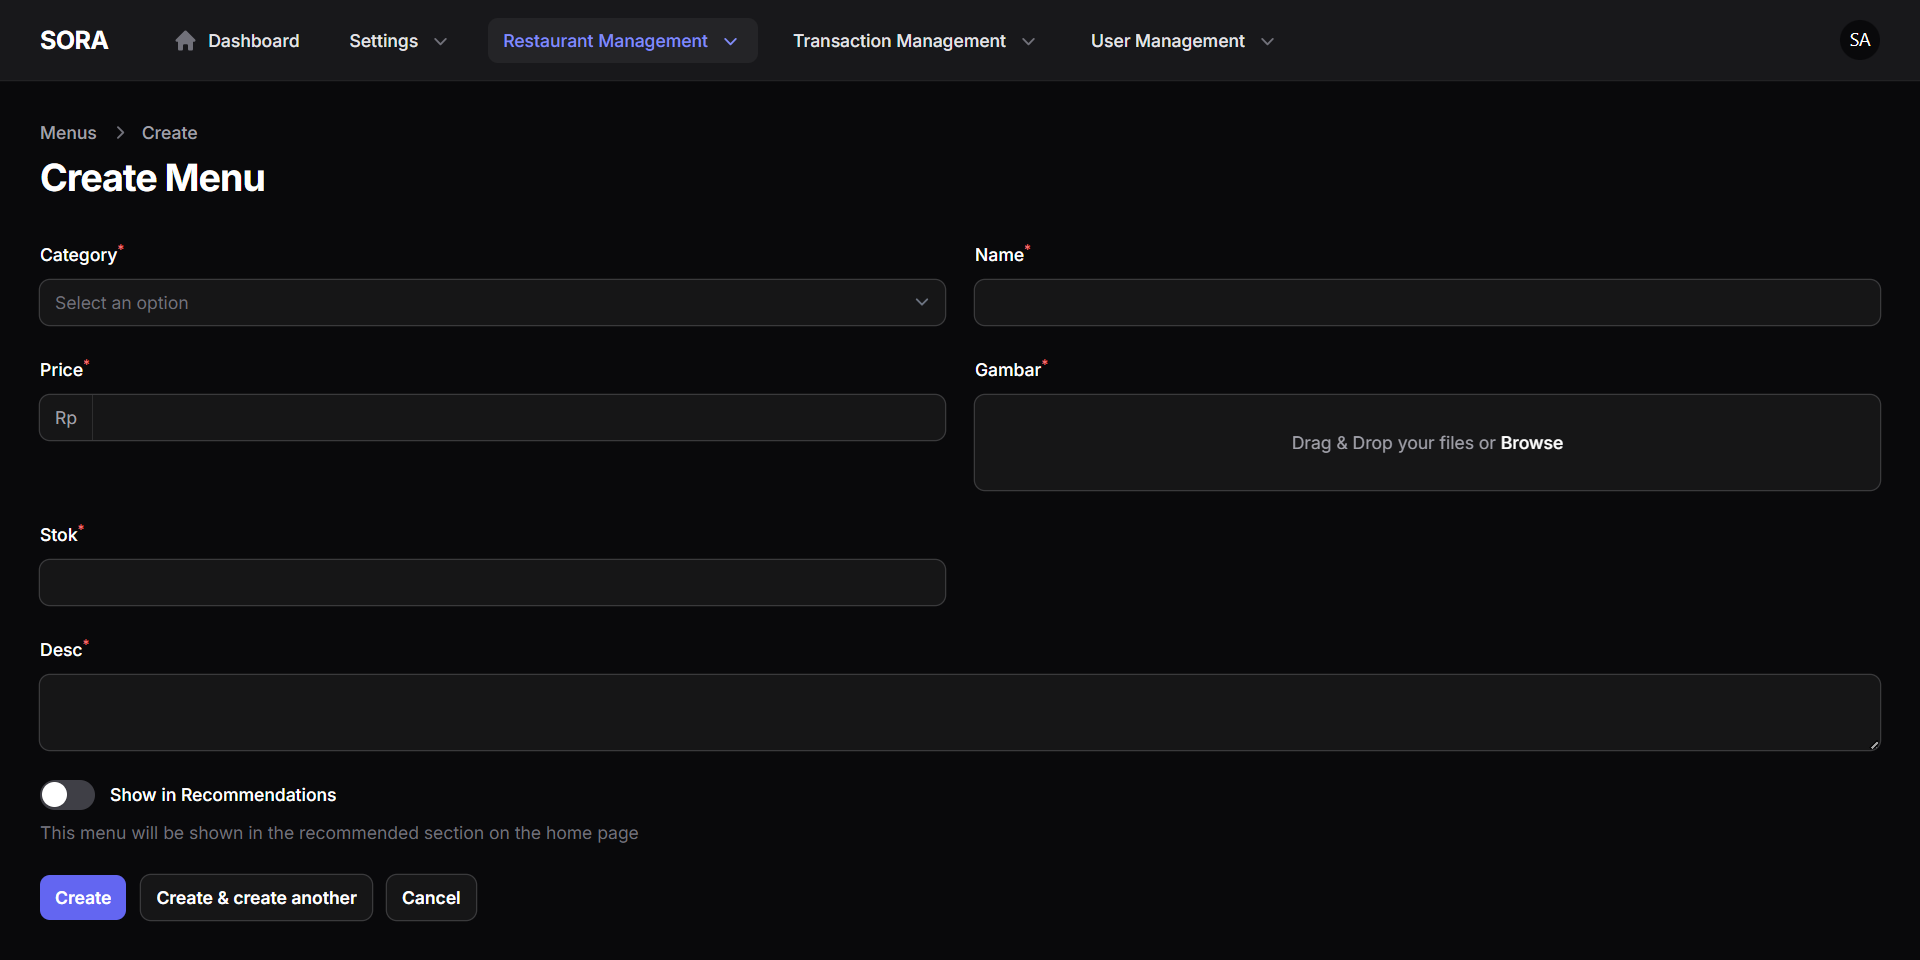 SORA Dashboard Settings Restaurant Management Transaction Management User Management SA
Menus > Create
Create Menu
Category* Name*
Select an option
Price* Gambar*
Rp
Drag & Drop your files or Browse
Stok*
Desc*
Show in Recommendations
This menu will be shown in the recommended section on the home page
Create Create & create another Cancel